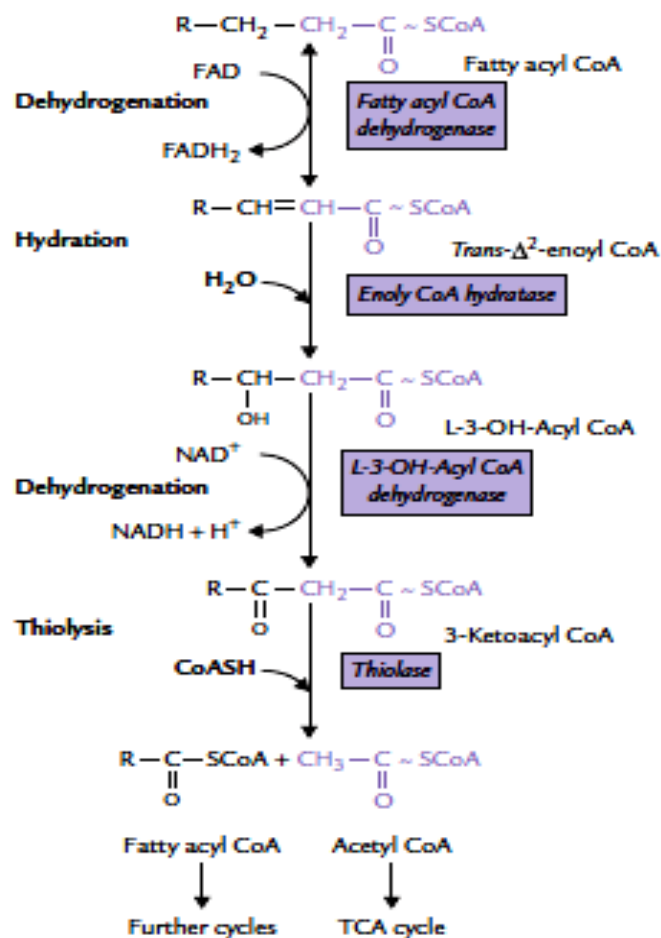 R—CH₂—CH₂—C~SCoA
||
O
Fatty acyl CoA
FAD
Dehydrogenation
Fatty acyl CoA
dehydrogenase
FADH₂
R—CH=CH—C~SCoA
||
O
Hydration
Trans-Δ²-enoyl CoA
H₂O
Enoly CoA hydratase
R—CH—CH₂—C~SCoA
| ||
OH O
L-3-OH-Acyl CoA
NAD⁺
L-3-OH-Acyl CoA
dehydrogenase
Dehydrogenation
NADH + H⁺
R—C—CH₂—C~SCoA
|| ||
O O
Thiolysis
3-Ketoacyl CoA
CoASH
Thiolase
R—C—SCoA + CH₃—C~SCoA
|| ||
O O
Fatty acyl CoA Acetyl CoA
Further cycles TCA cycle